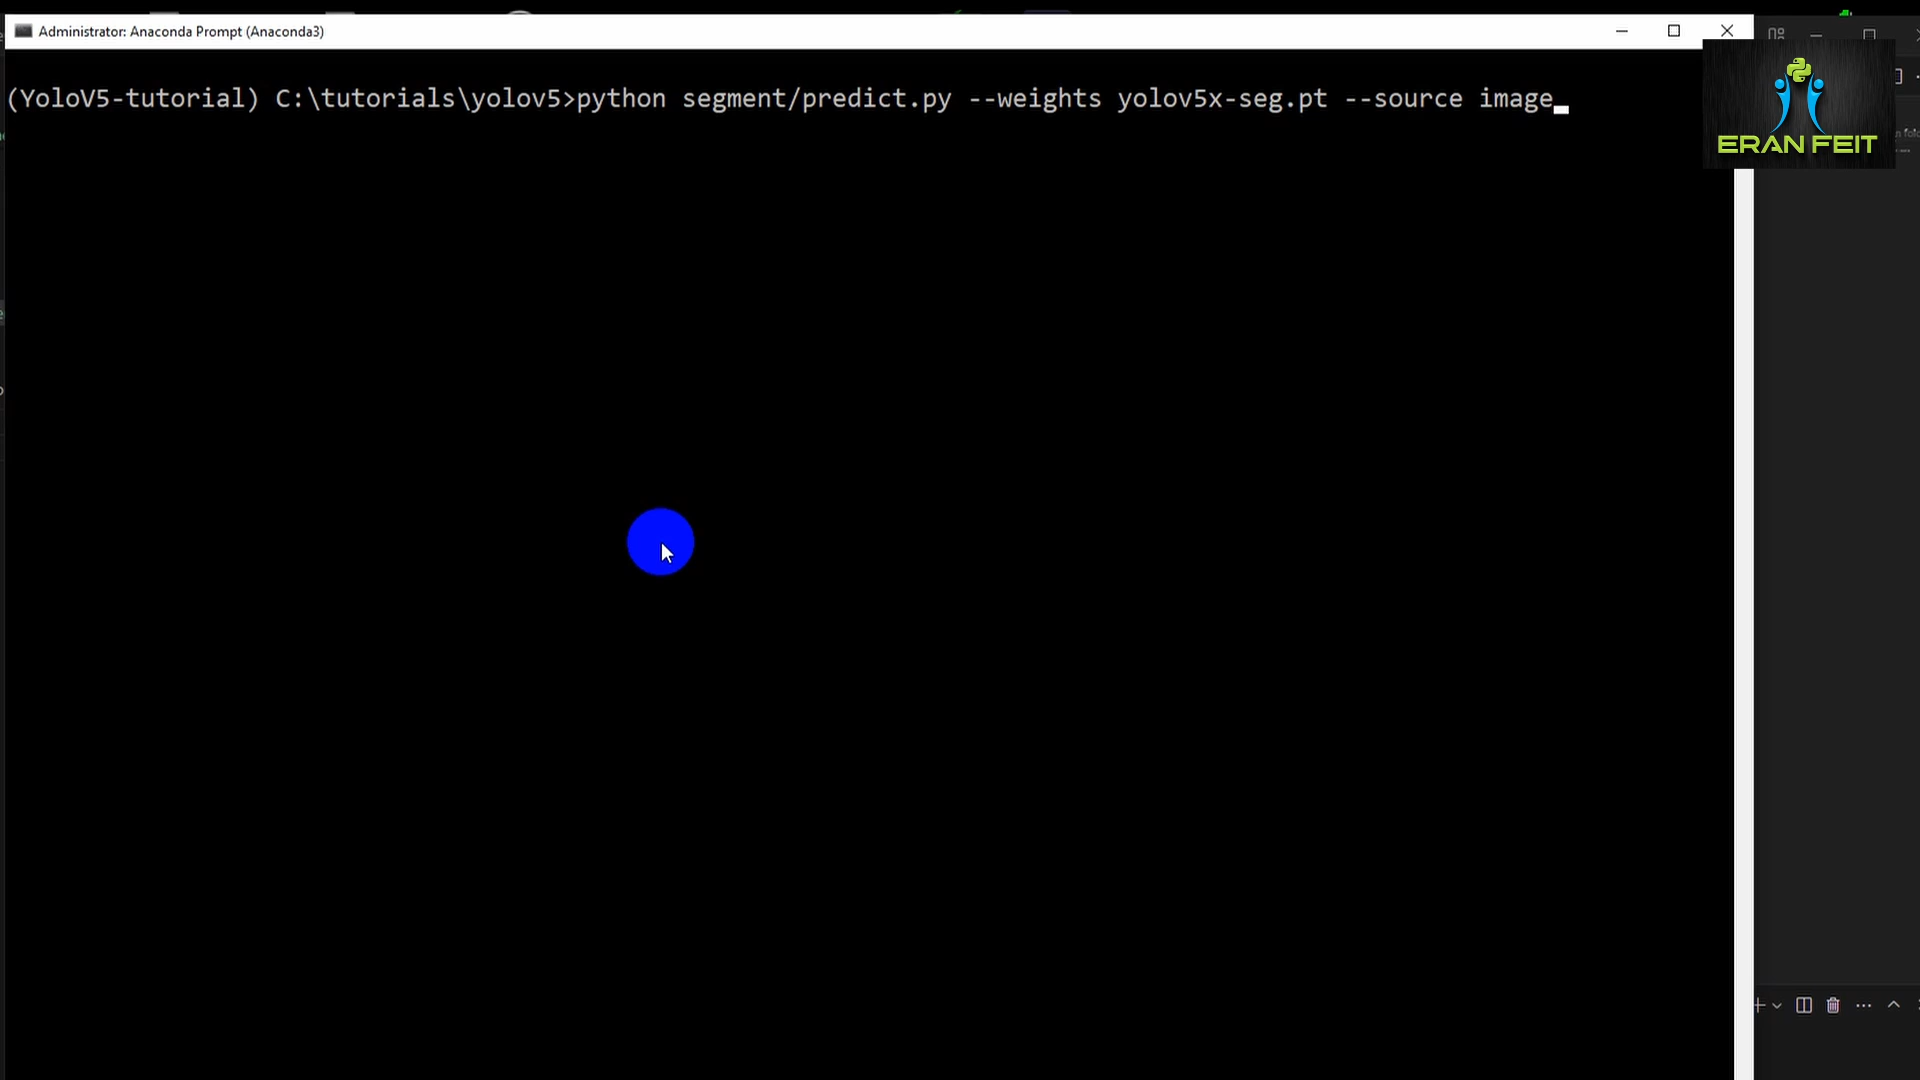 Administrator: Anaconda Prompt (Anaconda3)
(YoloV5-tutorial) C:\tutorials\yolov5>python segment/predict.py --weights yolov5x-seg.pt --source image
ERAN FEIT